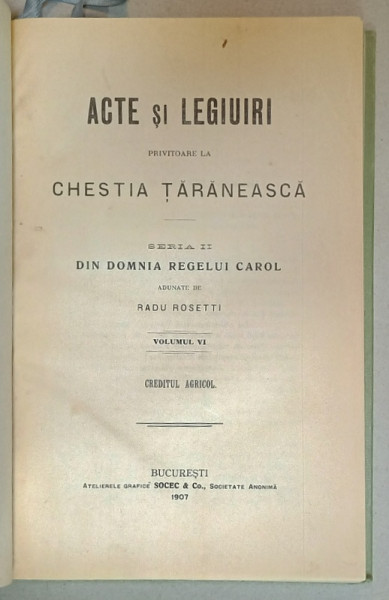 ACTE ȘI LEGIUIRI
PRIVITOARE LA
CHESTIA ȚĂRĂNEASCĂ
SERIA II
DIN DOMNIA REGELUI CAROL
ADUNATE DE
RADU ROSETTI
VOLUMUL VI
CREDITUL AGRICOL.
BUCUREȘTI
ATELIERELE GRAFICE SOCEC & Co., SOCIETATE ANONIMĂ
1907